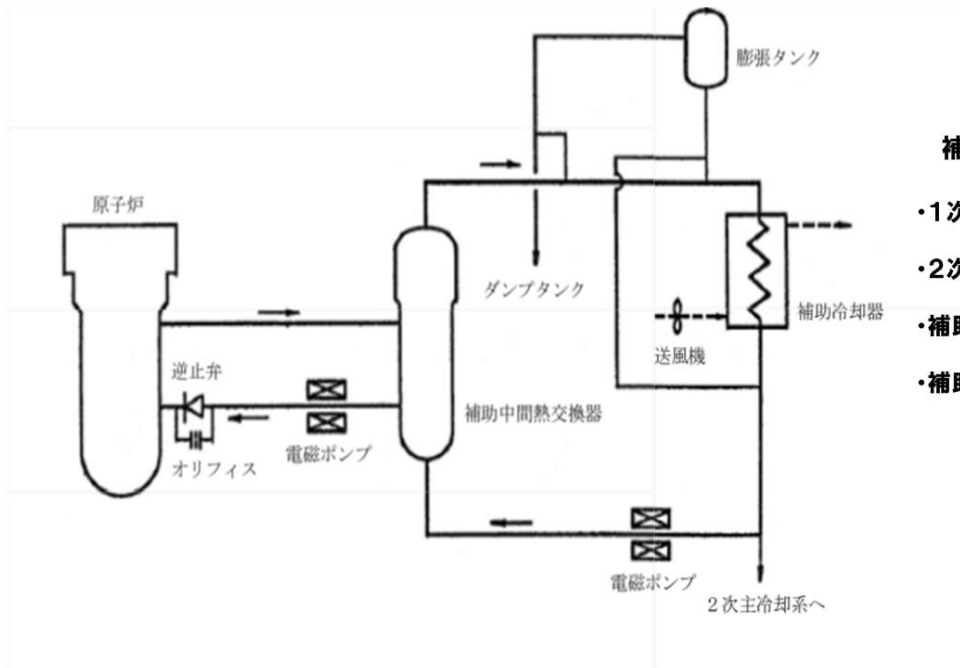 膨張タンク
補
原子炉
・1次
・2次
ダンプタンク
補助冷却器
・補助
送風機
逆止弁
・補助
補助中間熱交換器
電磁ポンプ
オリフィス
電磁ポンプ
2次主冷却系へ